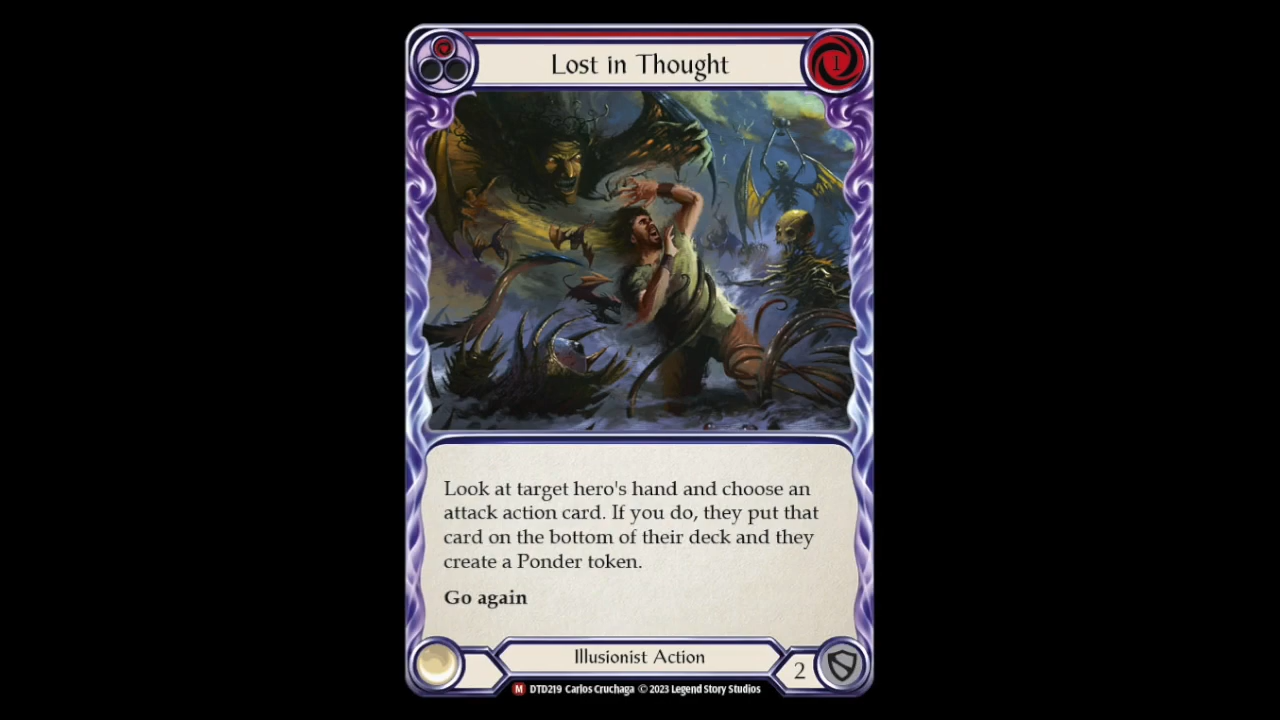 Lost in Thought
1
Look at target hero's hand and choose an
attack action card. If you do, they put that
card on the bottom of their deck and they
create a Ponder token.
Go again
Illusionist Action
2
M DTD219 Carlos Cruchaga © 2023 Legend Story Studios